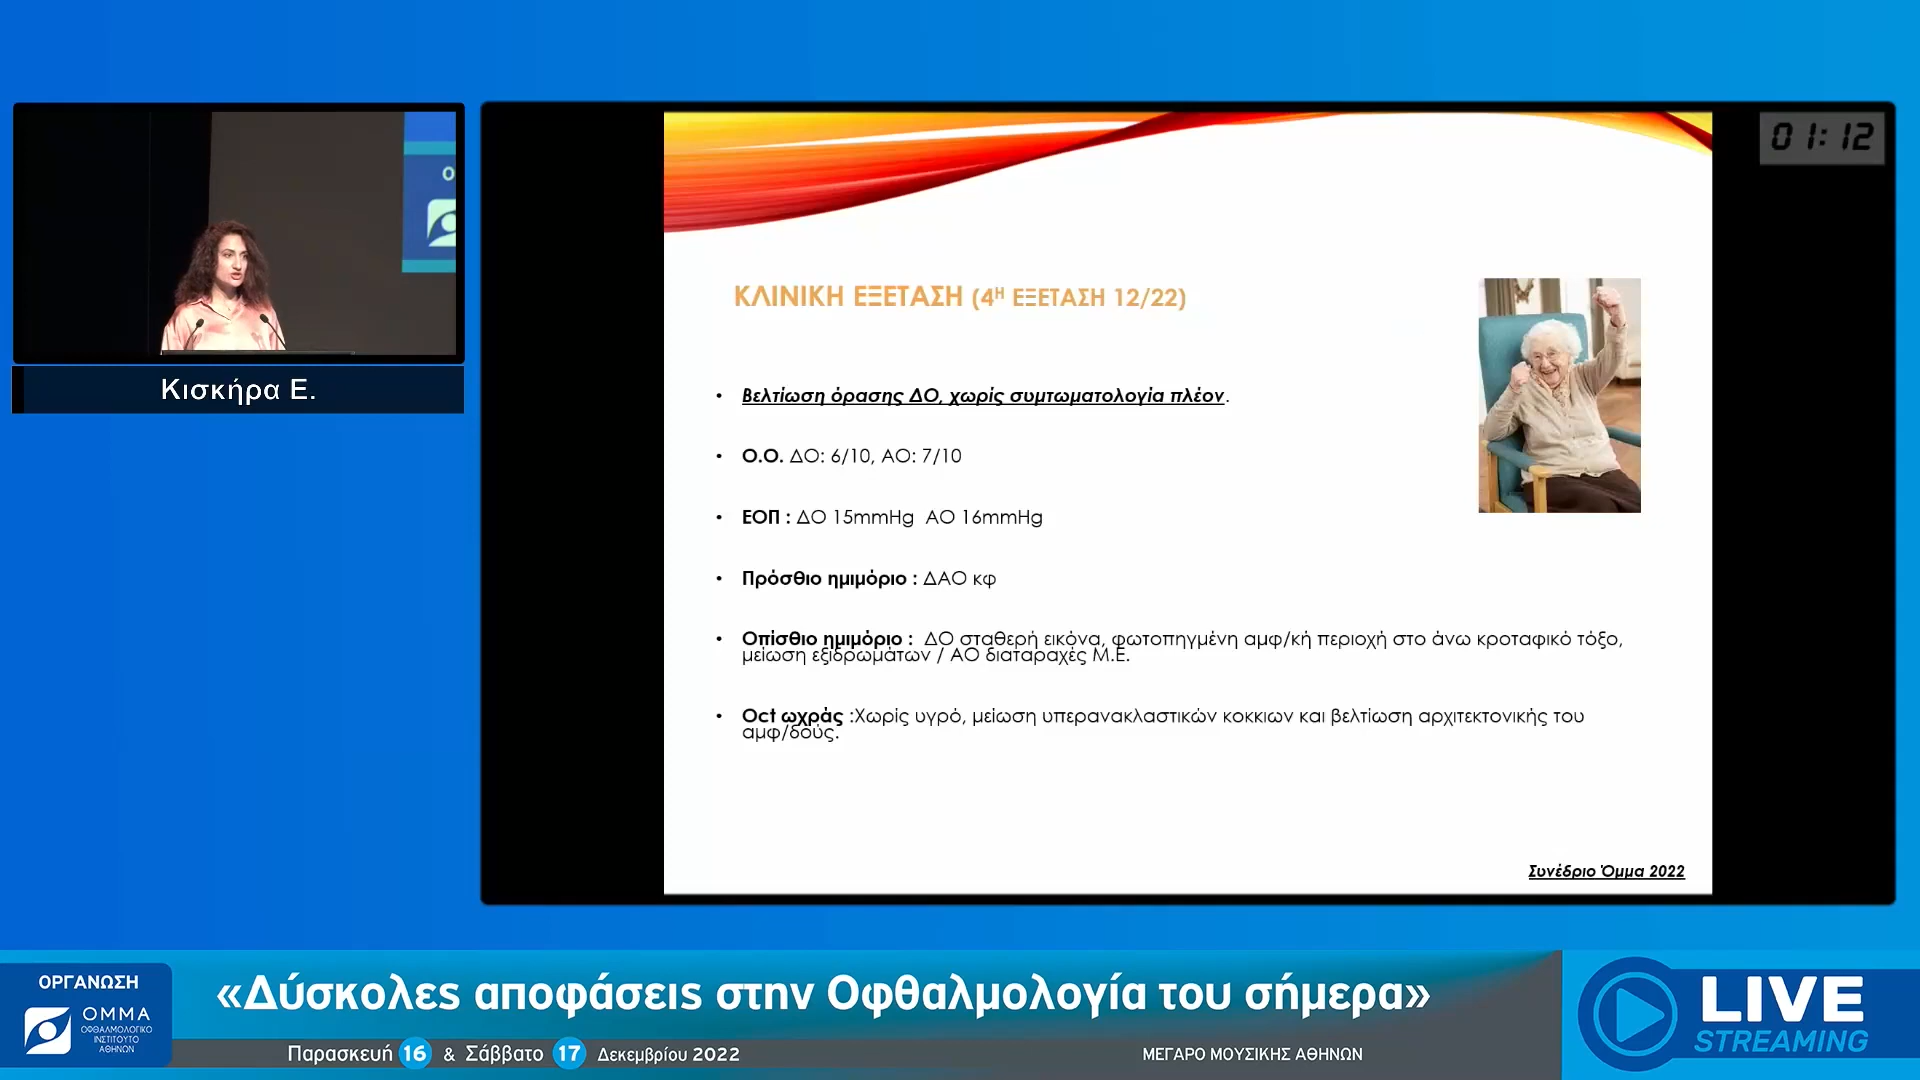 01:12
Ο
Κισκήρα Ε.
ΚΛΙΝΙΚΗ ΕΞΕΤΑΣΗ (4Η ΕΞΕΤΑΣΗ 12/22)
• Βελτίωση όρασης ΔΟ, χωρίς συμτωματολογία πλέον.
• Ο.Ο. ΔΟ: 6/10, ΑΟ: 7/10
• ΕΟΠ : ΔΟ 15mmHg ΑΟ 16mmHg
• Πρόσθιο ημιμόριο : ΔΑΟ κφ
• Οπίσθιο ημιμόριο : ΔΟ σταθερή εικόνα, φωτοπηγμένη αμφ/κή περιοχή στο άνω κροταφικό τόξο,
μείωση εξιδρωμάτων / ΑΟ διαταραχές Μ.Ε.
• Oct ωχράς :Χωρίς υγρό, μείωση υπερανακλαστικών κοκκιων και βελτίωση αρχιτεκτονικής του
αμφ/δούς.
Συνέδριο Όμμα 2022
ΟΡΓΑΝΩΣΗ
ΟΜΜΑ
ΟΦΘΑΛΜΟΛΟΓΙΚΟ
ΙΝΣΤΙΤΟΥΤΟ
ΑΘΗΝΩΝ
«Δύσκολες αποφάσεις στην Οφθαλμολογία του σήμερα»
Παρασκευή 16 & Σάββατο 17 Δεκεμβρίου 2022
ΜΕΓΑΡΟ ΜΟΥΣΙΚΗΣ ΑΘΗΝΩΝ
LIVE
STREAMING